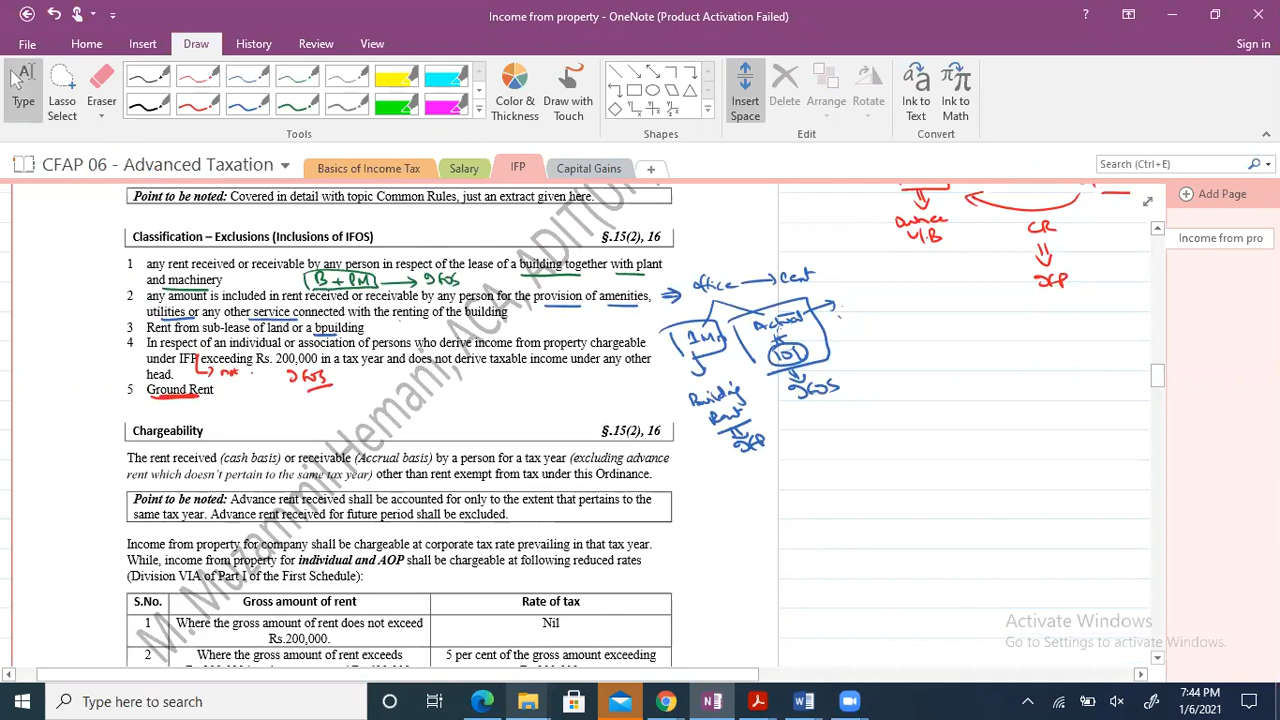 Income from property - OneNote (Product Activation Failed)
Sign in
File Home Insert Draw History Review View
Type
Lasso Select
Eraser
Color & Thickness
Draw with Touch
Insert Space
Delete
Arrange
Rotate
Ink to Text
Ink to Math
Tools
Shapes
Edit
Convert
CFAP 06 - Advanced Taxation
Basics of Income Tax
Salary
IFP
Capital Gains
Search (Ctrl+E)
Add Page
Income from pro
Point to be noted: Covered in detail with topic Common Rules, just an extract given here.
Classification – Exclusions (Inclusions of IFOS) §.15(2), 16
1 any rent received or receivable by any person in respect of the lease of a building together with plant
and machinery
B + PM
2 any amount is included in rent received or receivable by any person for the provision of amenities,
utilities or any other service connected with the renting of the building
3 Rent from sub-lease of land or a bpuilding
4 In respect of an individual or association of persons who derive income from property chargeable
under IFP exceeding Rs. 200,000 in a tax year and does not derive taxable income under any other
head.
not
5 Ground Rent
office
Rent
1Mn
Actual
+
10%
Building
Rent
CR
Chargeability §.15(2), 16
The rent received (cash basis) or receivable (Accrual basis) by a person for a tax year (excluding advance
rent which doesn't pertain to the same tax year) other than rent exempt from tax under this Ordinance.
Point to be noted: Advance rent received shall be accounted for only to the extent that pertains to the
same tax year. Advance rent received for future period shall be excluded.
Income from property for company shall be chargeable at corporate tax rate prevailing in that tax year.
While, income from property for individual and AOP shall be chargeable at following reduced rates
(Division VIA of Part I of the First Schedule):
S.No. Gross amount of rent Rate of tax
1 Where the gross amount of rent does not exceed Nil
Rs.200,000.
2 Where the gross amount of rent exceeds 5 per cent of the gross amount exceeding
M. Muzammil Hemani, ACA, ADIT(U
Activate Windows
Go to Settings to activate Windows.
Type here to search
7:44 PM
1/6/2021